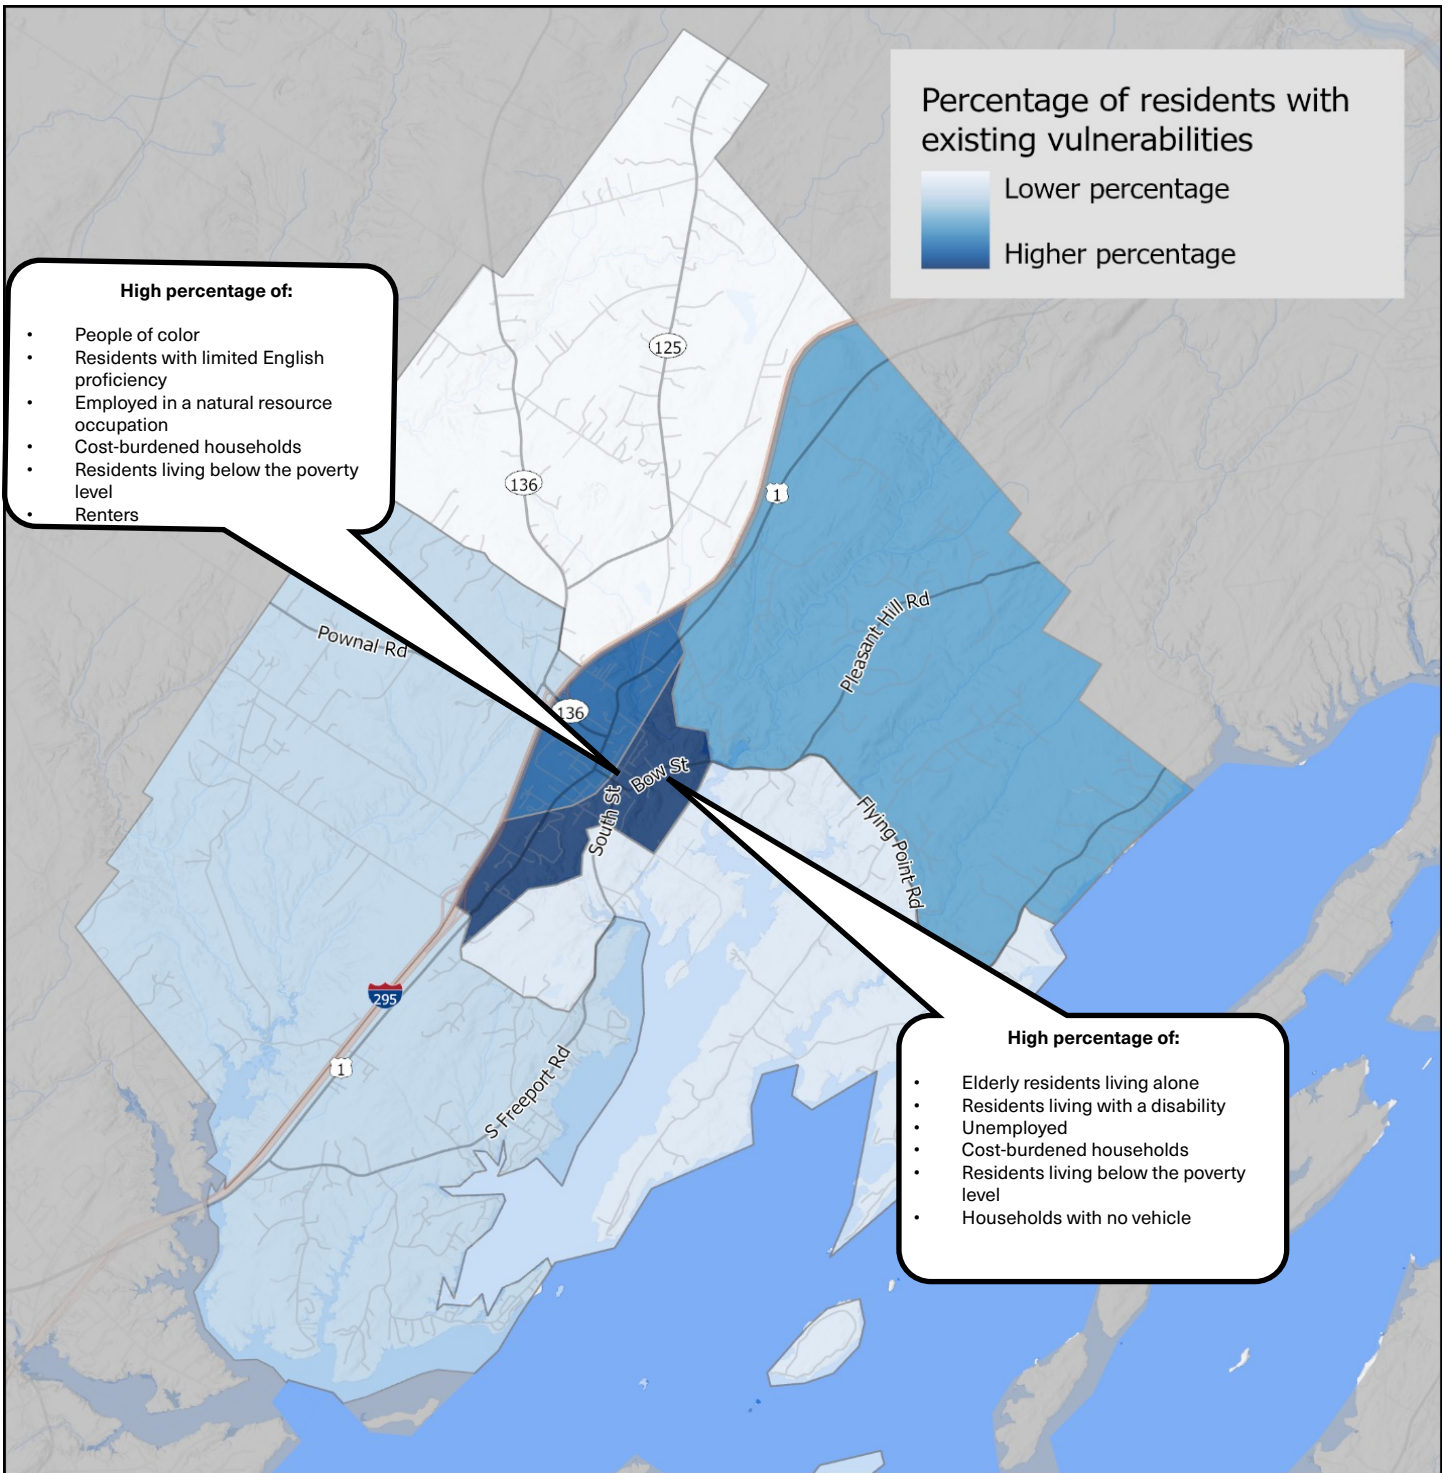 Percentage of residents with
existing vulnerabilities
Lower percentage
Higher percentage
High percentage of:
• People of color
• Residents with limited English
proficiency
• Employed in a natural resource
occupation
• Cost-burdened households
• Residents living below the poverty
level
• Renters
125
136
1
Pleasant Hill Rd
Pownal Rd
136
Bow St
South St
Flying Point Rd
295
1
S Freeport Rd
High percentage of:
• Elderly residents living alone
• Residents living with a disability
• Unemployed
• Cost-burdened households
• Residents living below the poverty
level
• Households with no vehicle